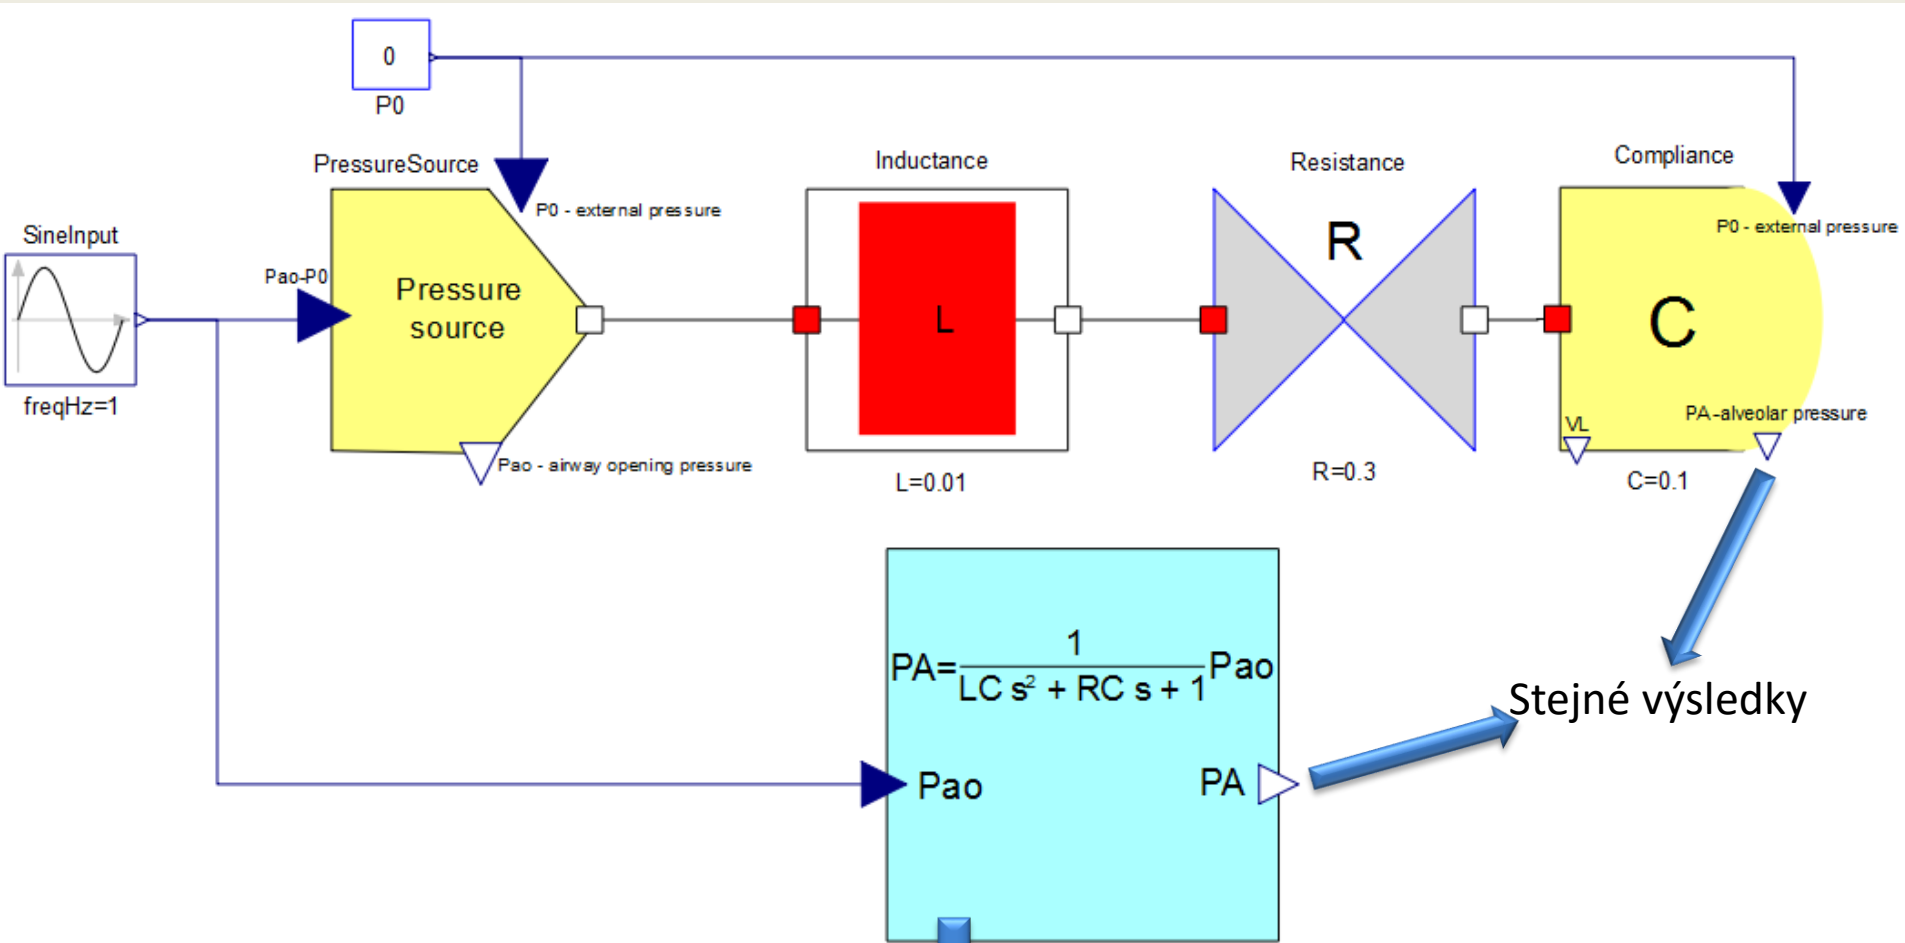 0
P0
PressureSource
P0 - external pressure
Inductance
Resistance
Compliance
P0 - external pressure
SineInput
freqHz=1
Pao-P0
Pressure
source
Pao - airway opening pressure
L
L=0.01
R
R=0.3
C
VL
PA-alveolar pressure
C=0.1
PA=1/(LC s² + RC s + 1) Pao
Pao
PA
Stejné výsledky